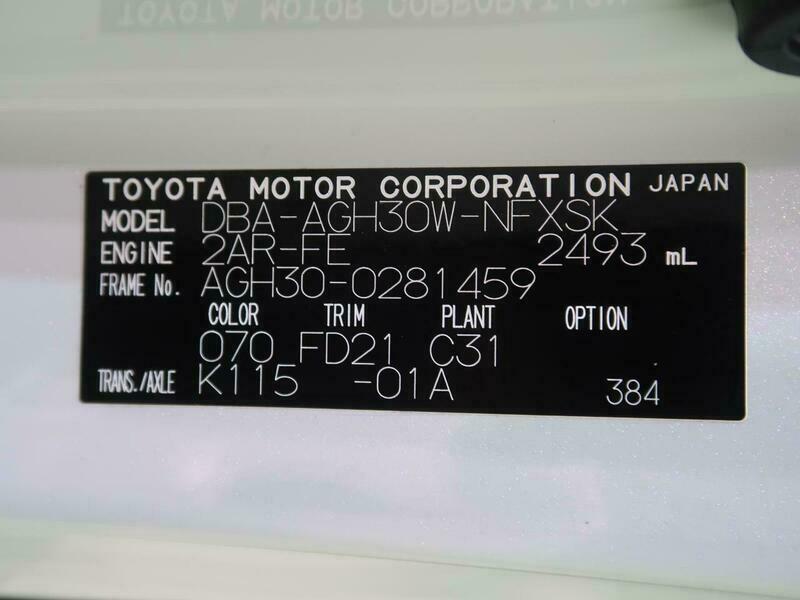 TOYOTA MOTOR CORPORATION JAPAN
MODEL DBA-AGH30W-NFXSK
ENGINE 2AR-FE 2493 mL
FRAME No. AGH30-0281459
COLOR TRIM PLANT OPTION
070 FD21 C31
TRANS./AXLE K115 -01A 384